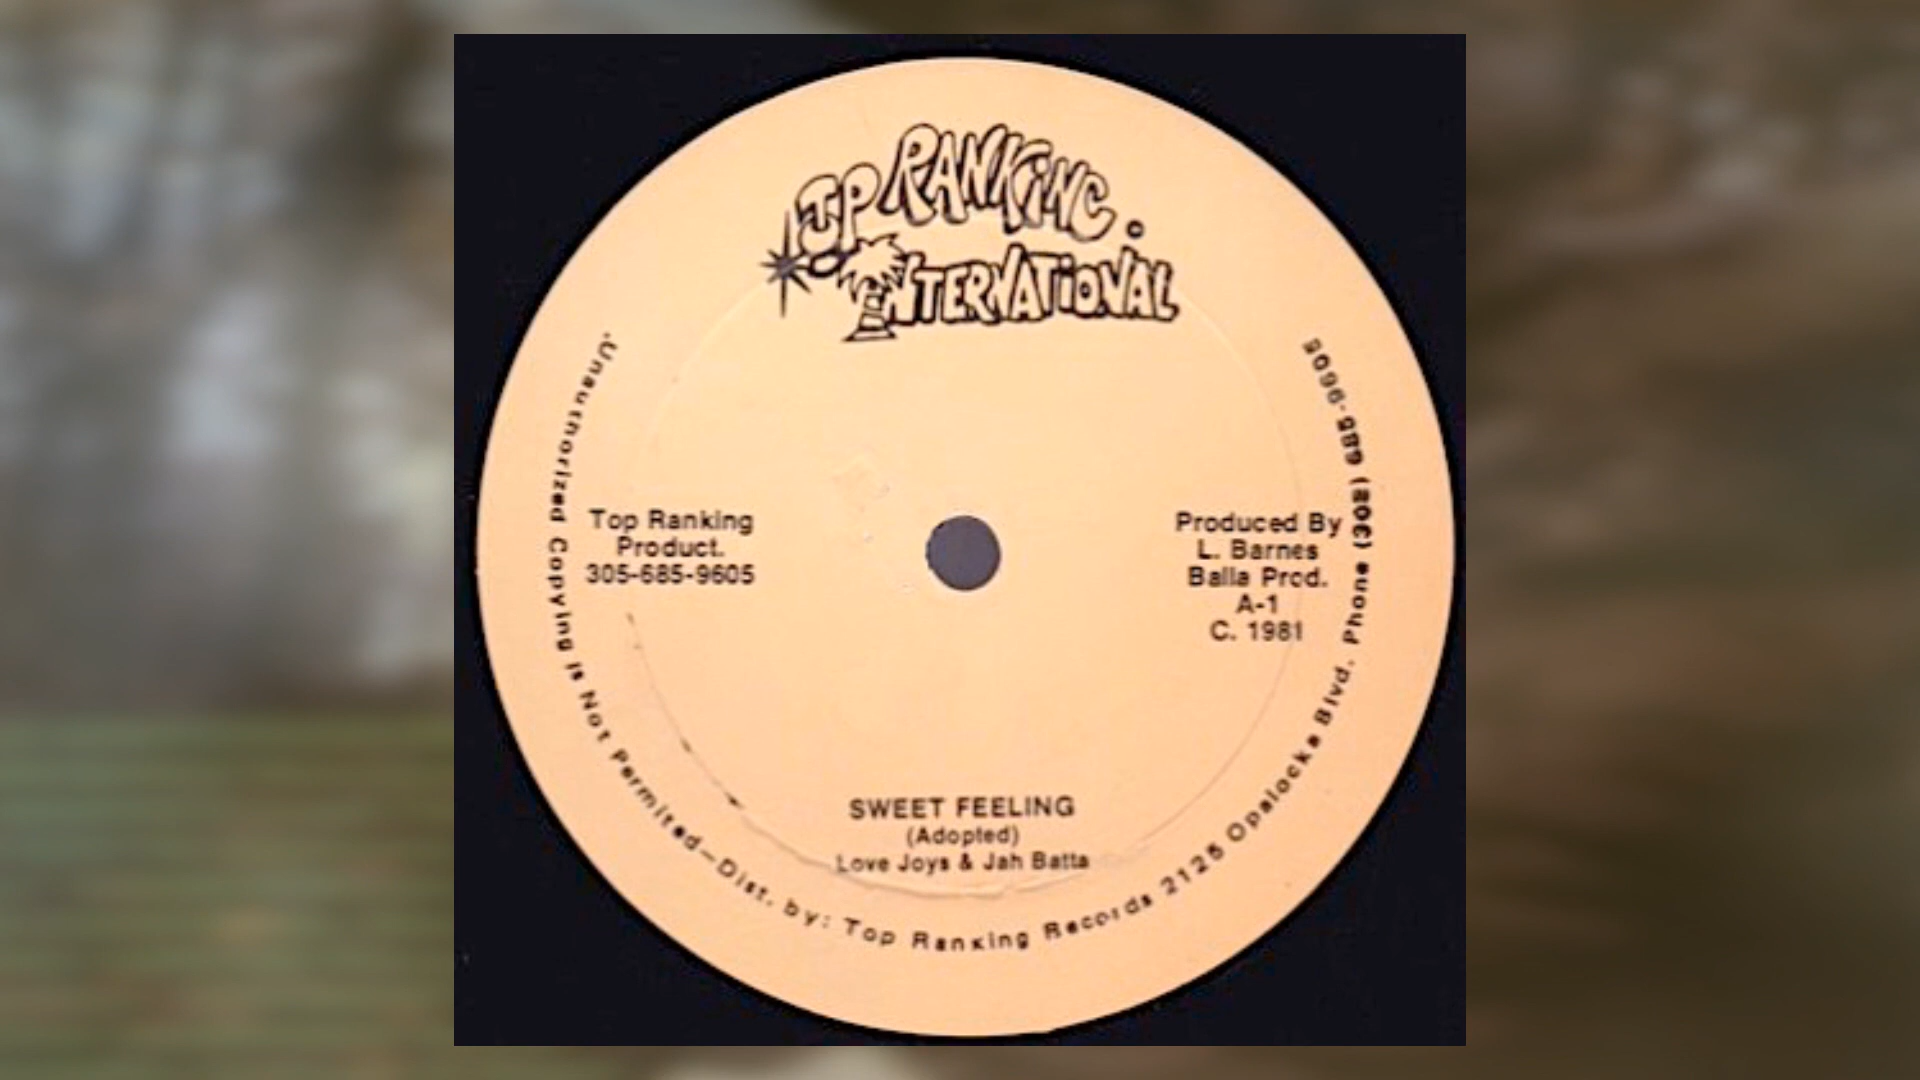 TOP RANKiNG.
INTERNATiONAL
Top Ranking
Product.
305-685-9605
Produced By
L. Barnes
Balla Prod.
A-1
C. 1981
SWEET FEELING
(Adopted)
Love Joys & Jah Batta
.Unauthorized Copying Is Not Permited—Dist. by: Top Ranking Records 2125 Opalocka Blvd. Phone (308) 685-9605